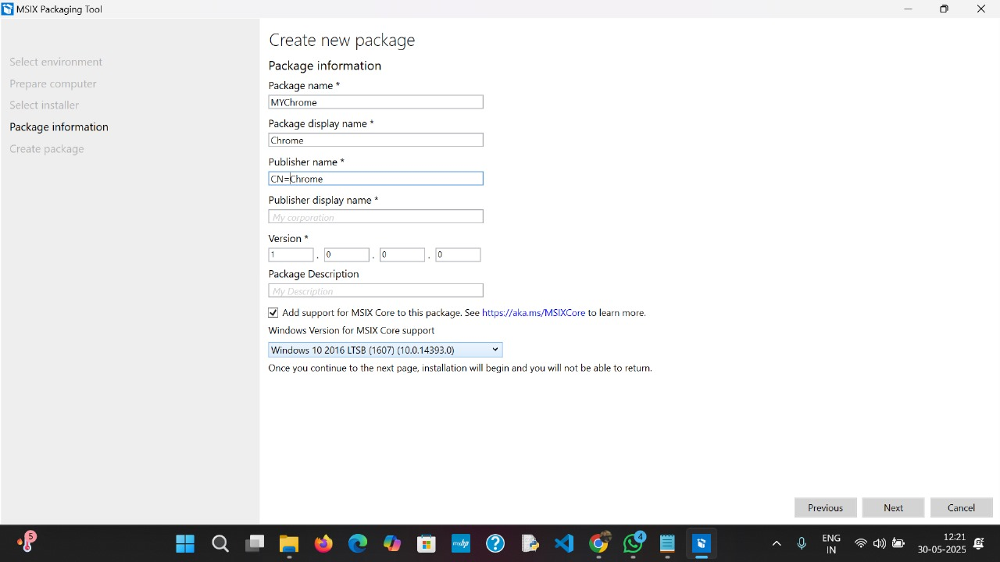 MSIX Packaging Tool
Select environment
Prepare computer
Select installer
Package information
Create package
Create new package
Package information
Package name *
MYChrome
Package display name *
Chrome
Publisher name *
CN=Chrome
Publisher display name *
My corporation
Version *
1 . 0 . 0 . 0
Package Description
My Description
Add support for MSIX Core to this package. See https://aka.ms/MSIXCore to learn more.
Windows Version for MSIX Core support
Windows 10 2016 LTSB (1607) (10.0.14393.0)
Once you continue to the next page, installation will begin and you will not be able to return.
Previous Next Cancel
5
myhp
4
ENG
IN
12:21
30-05-2025